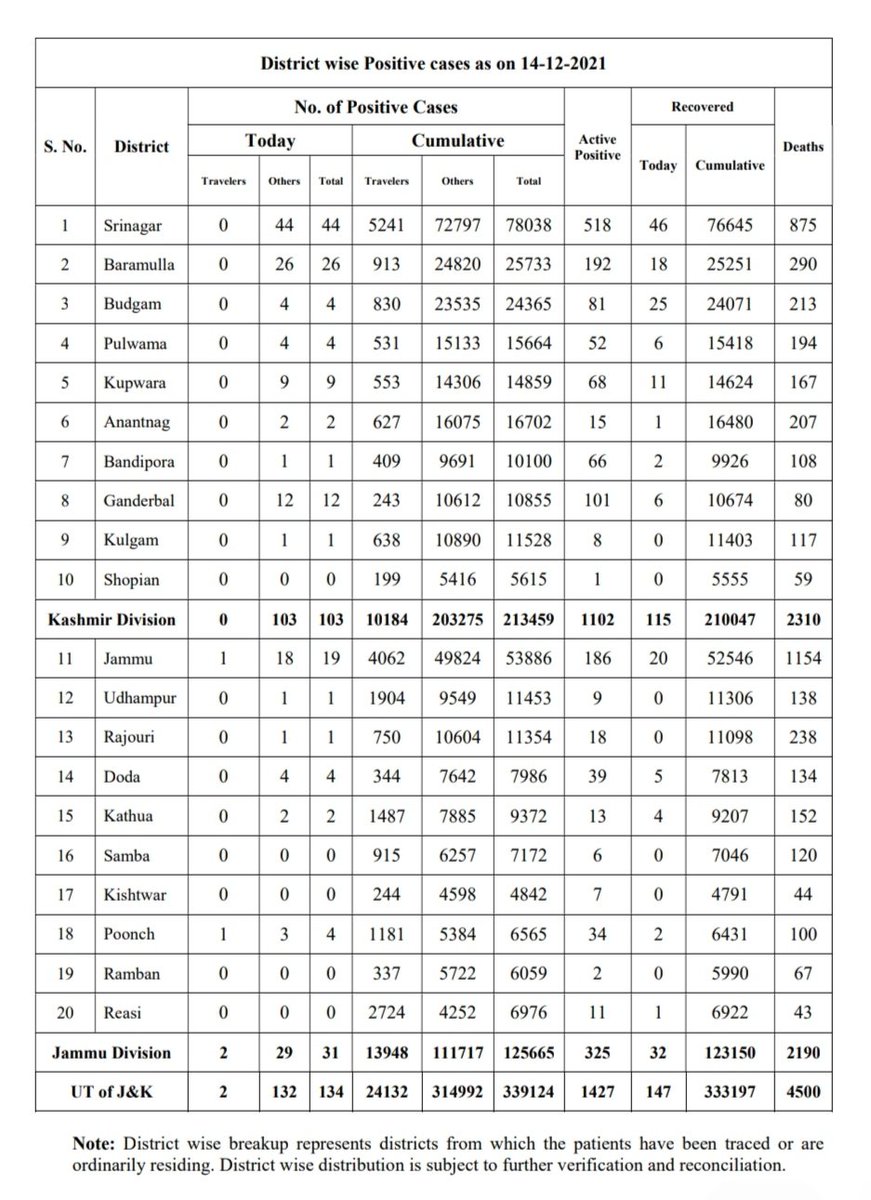 District wise Positive cases as on 14-12-2021
S. No. District No. of Positive Cases Active Positive Recovered Deaths
Today Cumulative Today Cumulative
Travelers Others Total Travelers Others Total
1 Srinagar 0 44 44 5241 72797 78038 518 46 76645 875
2 Baramulla 0 26 26 913 24820 25733 192 18 25251 290
3 Budgam 0 4 4 830 23535 24365 81 25 24071 213
4 Pulwama 0 4 4 531 15133 15664 52 6 15418 194
5 Kupwara 0 9 9 553 14306 14859 68 11 14624 167
6 Anantnag 0 2 2 627 16075 16702 15 1 16480 207
7 Bandipora 0 1 1 409 9691 10100 66 2 9926 108
8 Ganderbal 0 12 12 243 10612 10855 101 6 10674 80
9 Kulgam 0 1 1 638 10890 11528 8 0 11403 117
10 Shopian 0 0 0 199 5416 5615 1 0 5555 59
Kashmir Division 0 103 103 10184 203275 213459 1102 115 210047 2310
11 Jammu 1 18 19 4062 49824 53886 186 20 52546 1154
12 Udhampur 0 1 1 1904 9549 11453 9 0 11306 138
13 Rajouri 0 1 1 750 10604 11354 18 0 11098 238
14 Doda 0 4 4 344 7642 7986 39 5 7813 134
15 Kathua 0 2 2 1487 7885 9372 13 4 9207 152
16 Samba 0 0 0 915 6257 7172 6 0 7046 120
17 Kishtwar 0 0 0 244 4598 4842 7 0 4791 44
18 Poonch 1 3 4 1181 5384 6565 34 2 6431 100
19 Ramban 0 0 0 337 5722 6059 2 0 5990 67
20 Reasi 0 0 0 2724 4252 6976 11 1 6922 43
Jammu Division 2 29 31 13948 111717 125665 325 32 123150 2190
UT of J&K 2 132 134 24132 314992 339124 1427 147 333197 4500
Note: District wise breakup represents districts from which the patients have been traced or are
ordinarily residing. District wise distribution is subject to further verification and reconciliation.